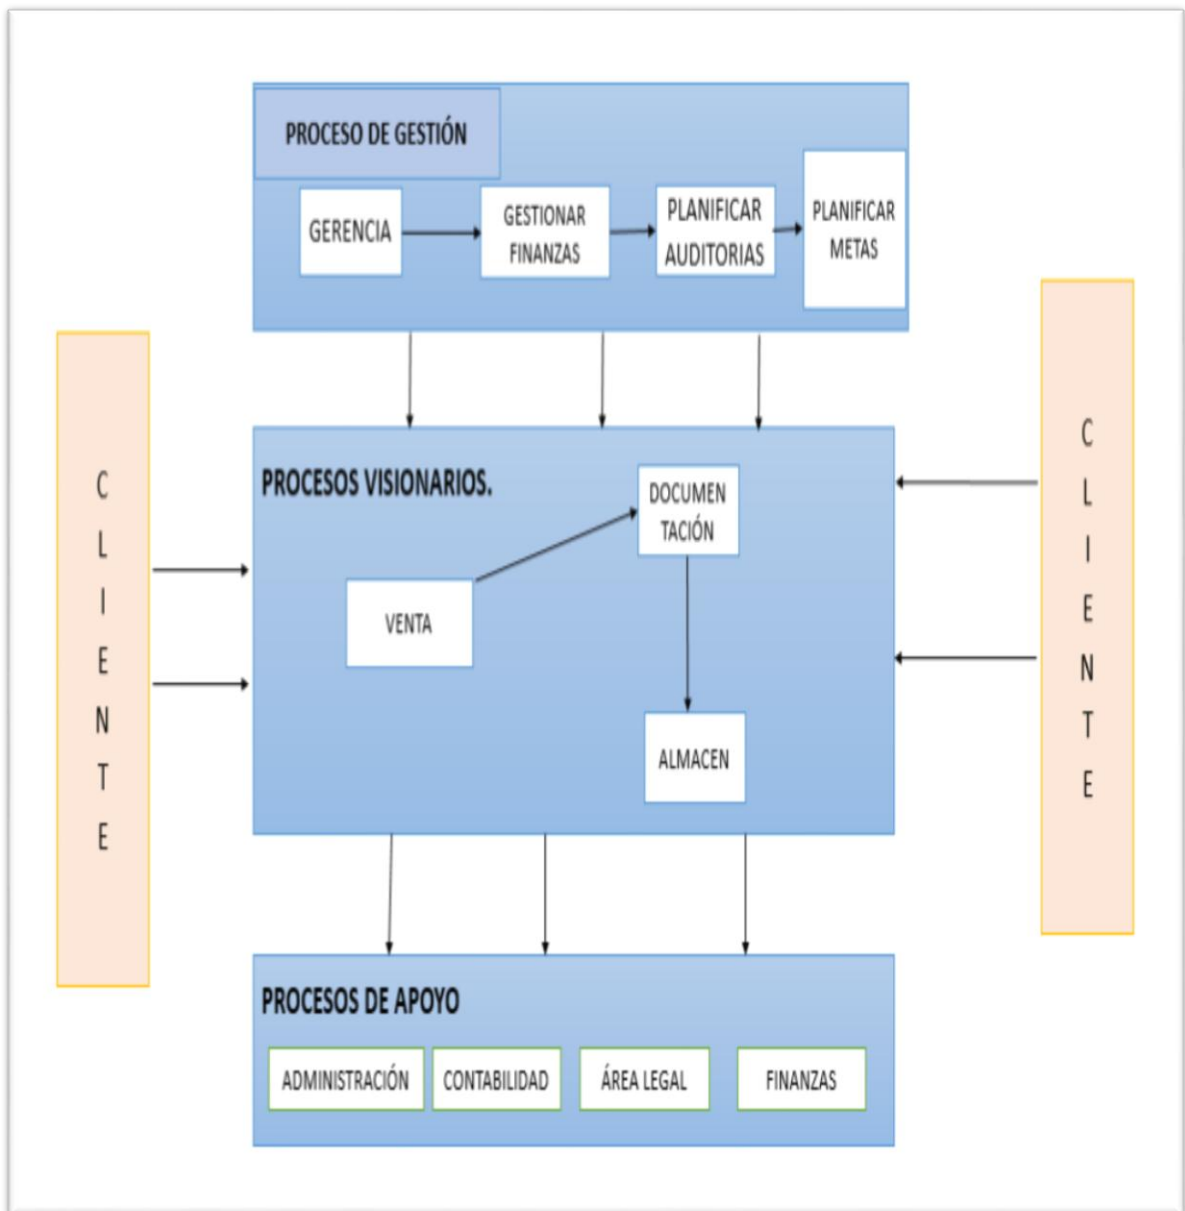 PROCESO DE GESTIÓN
GERENCIA
GESTIONAR
FINANZAS
PLANIFICAR
AUDITORIAS
PLANIFICAR
METAS
C
L
I
E
N
T
E
PROCESOS VISIONARIOS.
DOCUMEN
TACIÓN
VENTA
ALMACEN
C
L
I
E
N
T
E
PROCESOS DE APOYO
ADMINISTRACIÓN
CONTABILIDAD
ÁREA LEGAL
FINANZAS